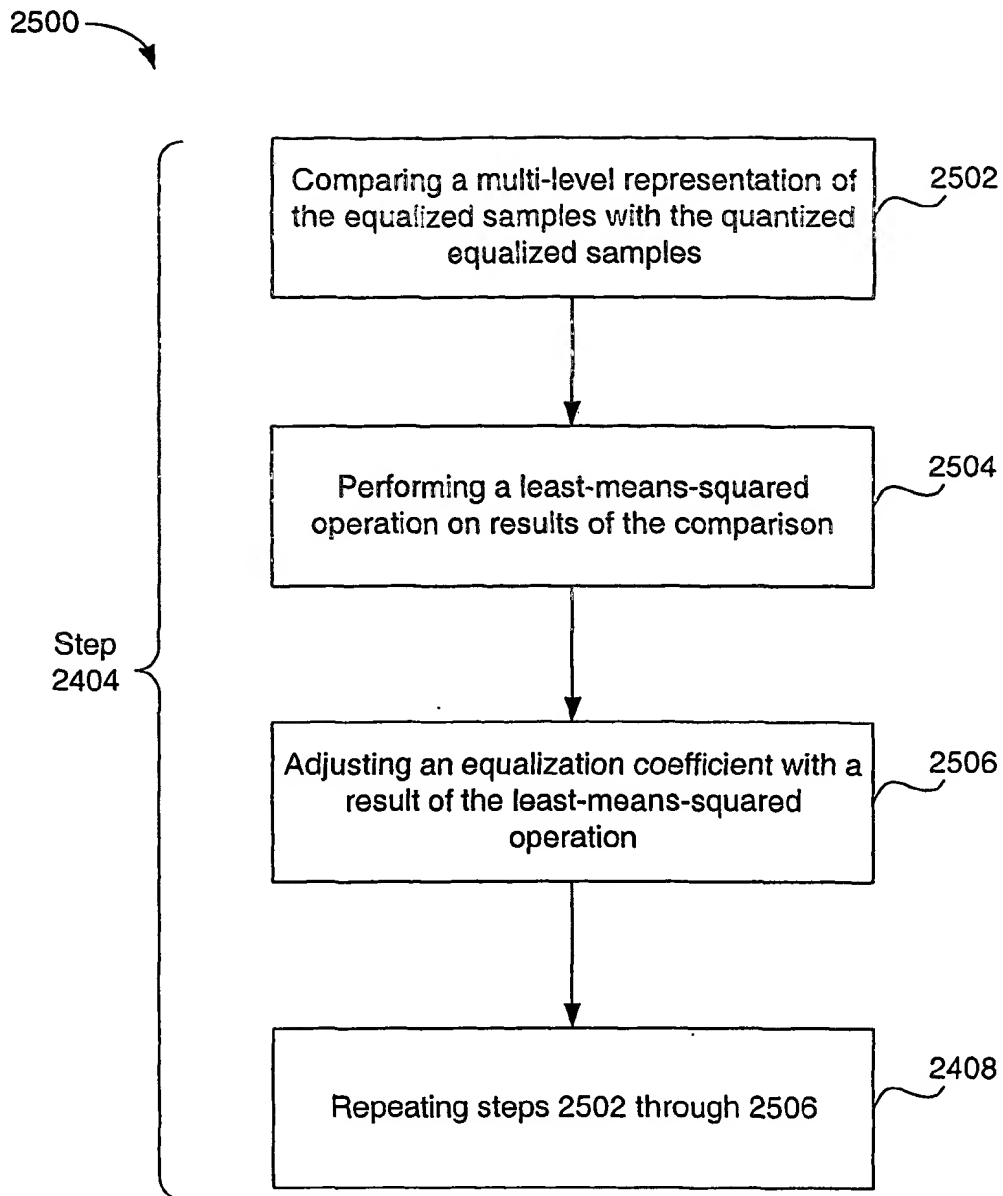 2500
Comparing a multi-level representation of
the equalized samples with the quantized
equalized samples
2502
Performing a least-means-squared
operation on results of the comparison
2504
Step
2404
Adjusting an equalization coefficient with a
result of the least-means-squared
operation
2506
Repeating steps 2502 through 2506
2408